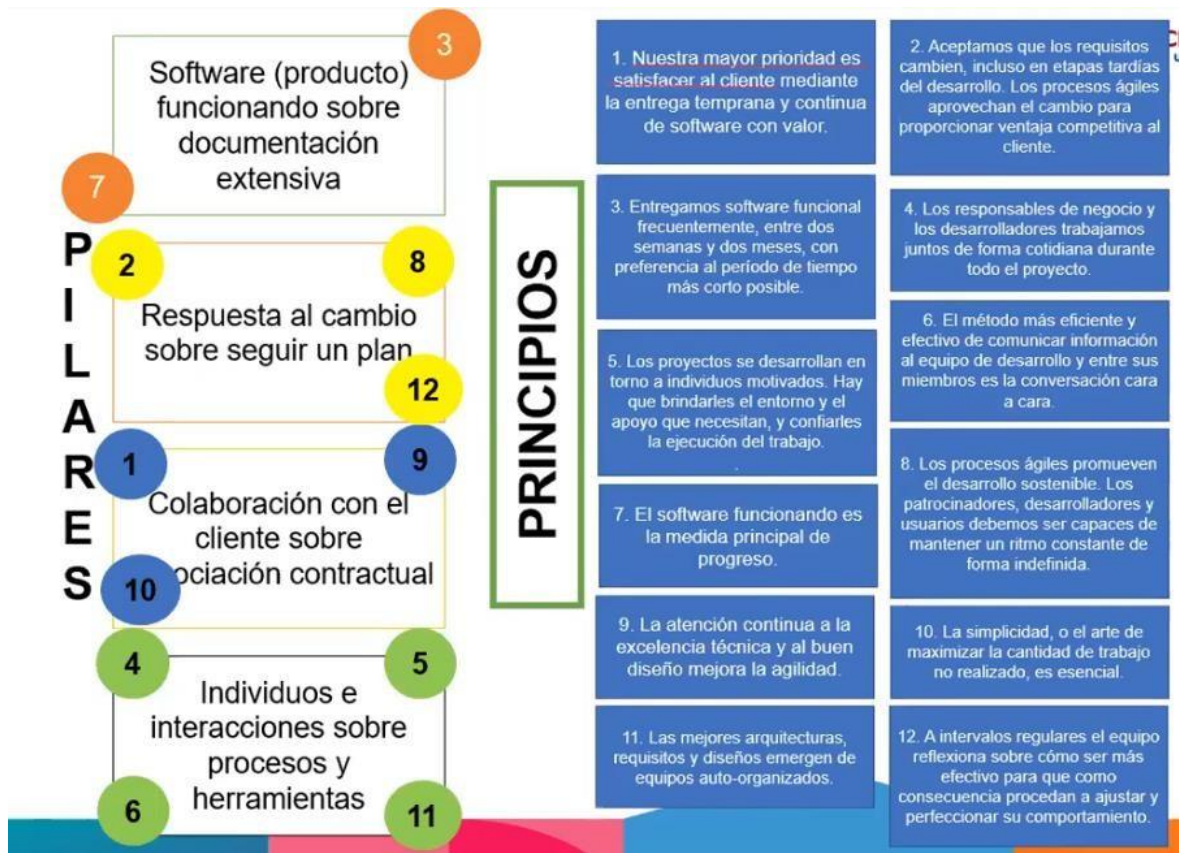 3
Software (producto)
funcionando sobre
documentación
extensiva
7
PILARES
2
8
Respuesta al cambio
sobre seguir un plan
12
1
9
Colaboración con el
cliente sobre
ociación contractual
10
4
5
Individuos e
interacciones sobre
procesos y
herramientas
6
11
PRINCIPIOS
1. Nuestra mayor prioridad es
satisfacer al cliente mediante
la entrega temprana y continua
de software con valor.
2. Aceptamos que los requisitos
cambien, incluso en etapas tardías
del desarrollo. Los procesos ágiles
aprovechan el cambio para
proporcionar ventaja competitiva al
cliente.
3. Entregamos software funcional
frecuentemente, entre dos
semanas y dos meses, con
preferencia al período de tiempo
más corto posible.
4. Los responsables de negocio y
los desarrolladores trabajamos
juntos de forma cotidiana durante
todo el proyecto.
5. Los proyectos se desarrollan en
torno a individuos motivados. Hay
que brindarles el entorno y el
apoyo que necesitan, y confiarles
la ejecución del trabajo.
.
6. El método más eficiente y
efectivo de comunicar información
al equipo de desarrollo y entre sus
miembros es la conversación cara
a cara.
7. El software funcionando es
la medida principal de
progreso.
8. Los procesos ágiles promueven
el desarrollo sostenible. Los
patrocinadores, desarrolladores y
usuarios debemos ser capaces de
mantener un ritmo constante de
forma indefinida.
9. La atención continua a la
excelencia técnica y al buen
diseño mejora la agilidad.
10. La simplicidad, o el arte de
maximizar la cantidad de trabajo
no realizado, es esencial.
11. Las mejores arquitecturas,
requisitos y diseños emergen de
equipos auto-organizados.
12. A intervalos regulares el equipo
reflexiona sobre cómo ser más
efectivo para que como
consecuencia procedan a ajustar y
perfeccionar su comportamiento.